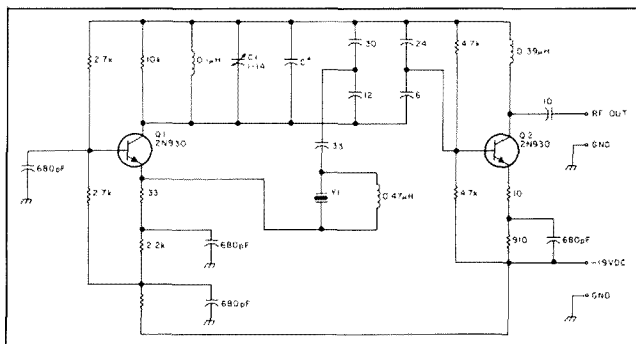 2.7k
10k
0.1µH
C1
1-14
C*
30
24
4.7k
0.39µH
12
6
10
RF OUT
Q1
2N930
Q2
2N930
GND
680pF
33
2.7k
33
Y1
0.47µH
4.7k
10
2.2k
680pF
910
680pF
-19VDC
680pF
GND